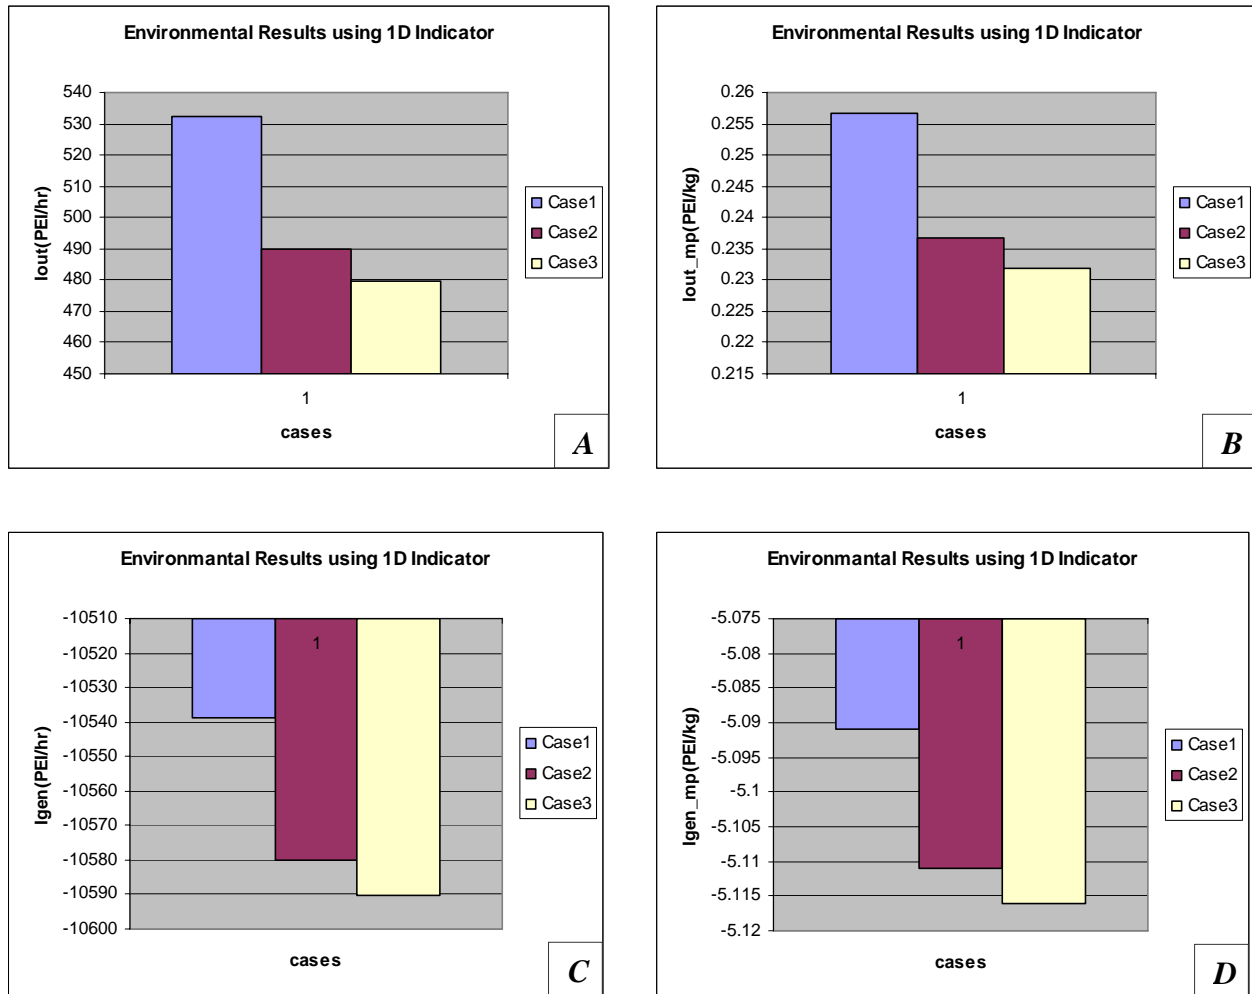 Environmental Results using 1D Indicator
540
530
520
510
500
490
480
470
460
450
Iout(PEI/hr)
1
cases
Case1
Case2
Case3
A
Environmental Results using 1D Indicator
0.26
0.255
0.25
0.245
0.24
0.235
0.23
0.225
0.22
0.215
Iout_mp(PEI/kg)
1
cases
Case1
Case2
Case3
B
Environmantal Results using 1D Indicator
-10510
-10520
-10530
-10540
-10550
-10560
-10570
-10580
-10590
-10600
Igen(PEI/hr)
1
cases
Case1
Case2
Case3
C
Environmantal Results using 1D Indicator
-5.075
-5.08
-5.085
-5.09
-5.095
-5.1
-5.105
-5.11
-5.115
-5.12
Igen_mp(PEI/kg)
1
cases
Case1
Case2
Case3
D